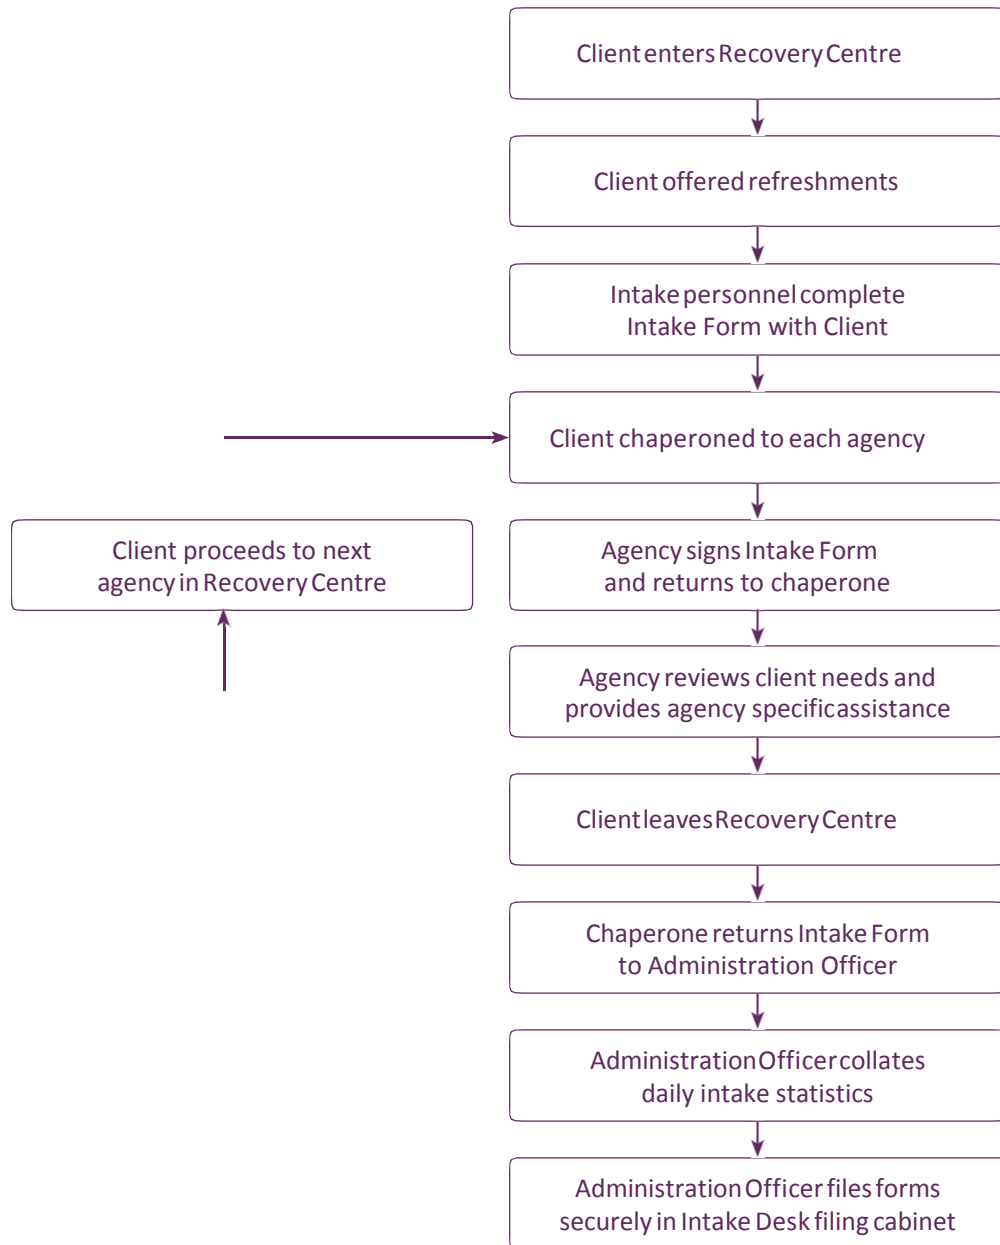 Client enters Recovery Centre
Client offered refreshments
Intake personnel complete
Intake Form with Client
Client chaperoned to each agency
Client proceeds to next
agency in Recovery Centre
Agency signs Intake Form
and returns to chaperone
Agency reviews client needs and
provides agency specific assistance
Client leaves Recovery Centre
Chaperone returns Intake Form
to Administration Officer
Administration Officer collates
daily intake statistics
Administration Officer files forms
securely in Intake Desk filing cabinet